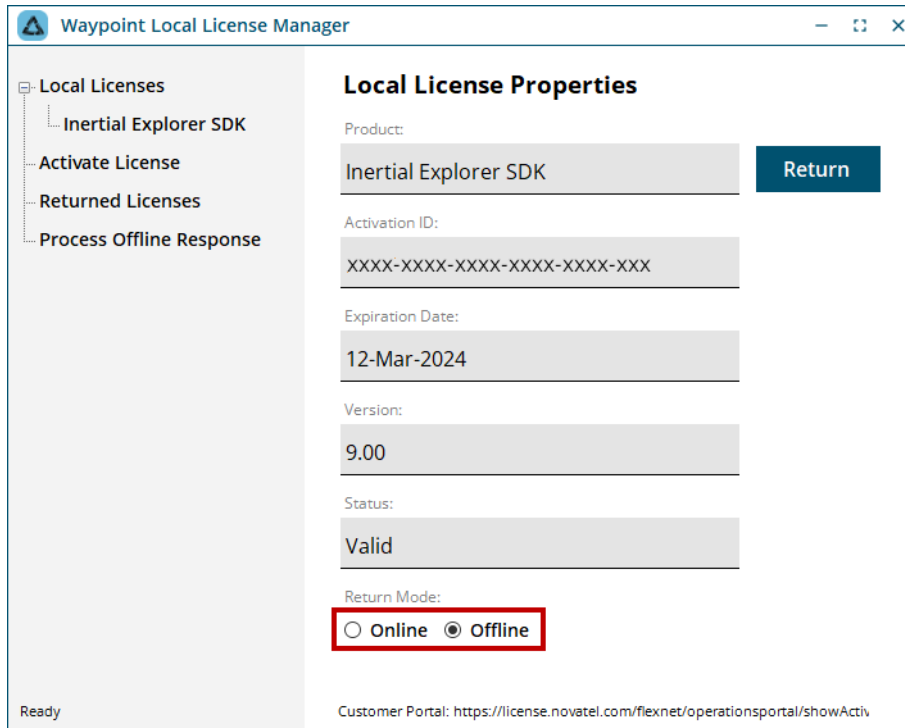 Waypoint Local License Manager
Local Licenses
Inertial Explorer SDK
Activate License
Returned Licenses
Process Offline Response
Local License Properties
Product:
Inertial Explorer SDK
Return
Activation ID:
xxxx-xxxx-xxxx-xxxx-xxxx-xxx
Expiration Date:
12-Mar-2024
Version:
9.00
Status:
Valid
Return Mode:
Online Offline
Ready
Customer Portal: https://license.novatel.com/flexnet/operationsportal/showActiv